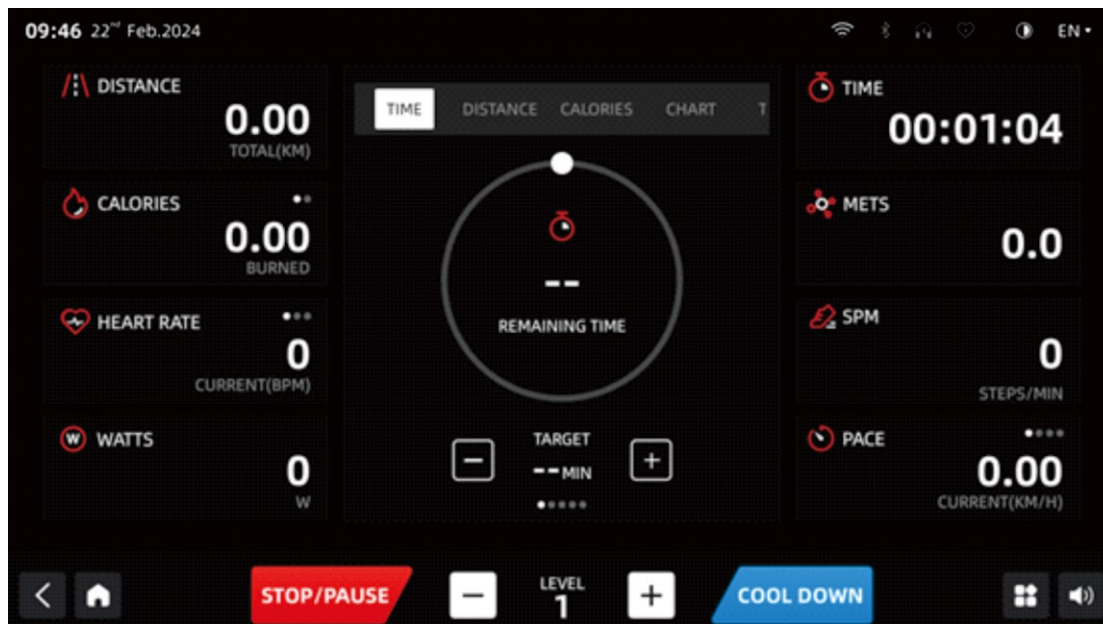 09:46 22nd Feb.2024
EN
DISTANCE
0.00
TOTAL(KM)
CALORIES
0.00
BURNED
HEART RATE
0
CURRENT(BPM)
W WATTS
0
W
TIME DISTANCE CALORIES CHART T
--
REMAINING TIME
TARGET
--MIN
TIME
00:01:04
METS
0.0
SPM
0
STEPS/MIN
PACE
0.00
CURRENT(KM/H)
STOP/PAUSE
LEVEL
1
COOL DOWN